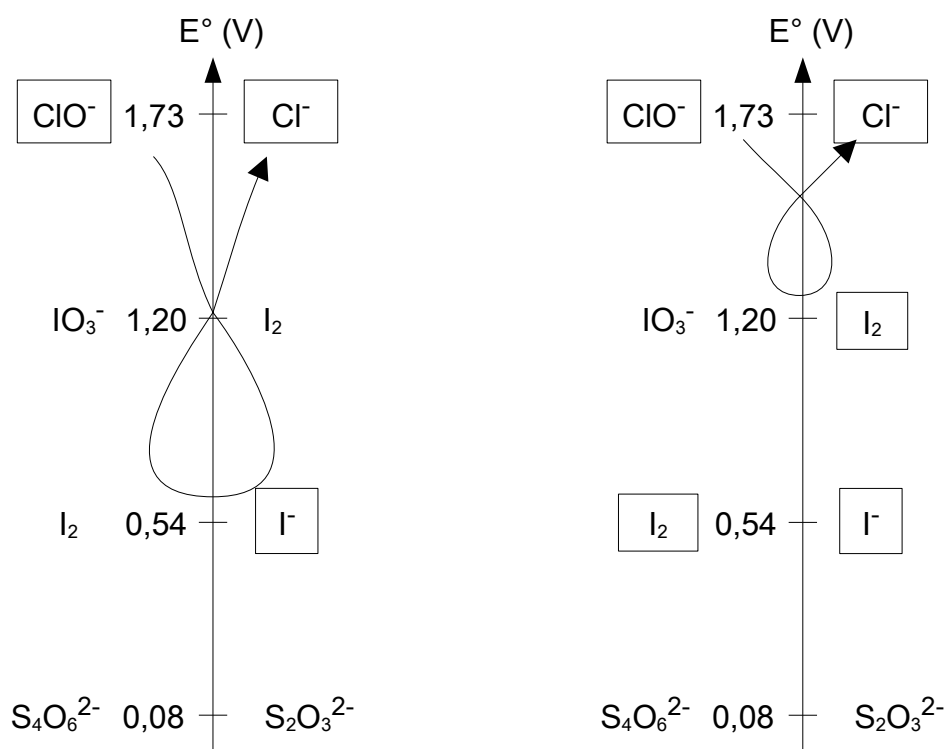 E° (V)
ClO⁻ 1,73 Cl⁻
IO₃⁻ 1,20 I₂
I₂ 0,54 I⁻
S₄O₆²⁻ 0,08 S₂O₃²⁻
E° (V)
ClO⁻ 1,73 Cl⁻
IO₃⁻ 1,20 I₂
I₂ 0,54 I⁻
S₄O₆²⁻ 0,08 S₂O₃²⁻